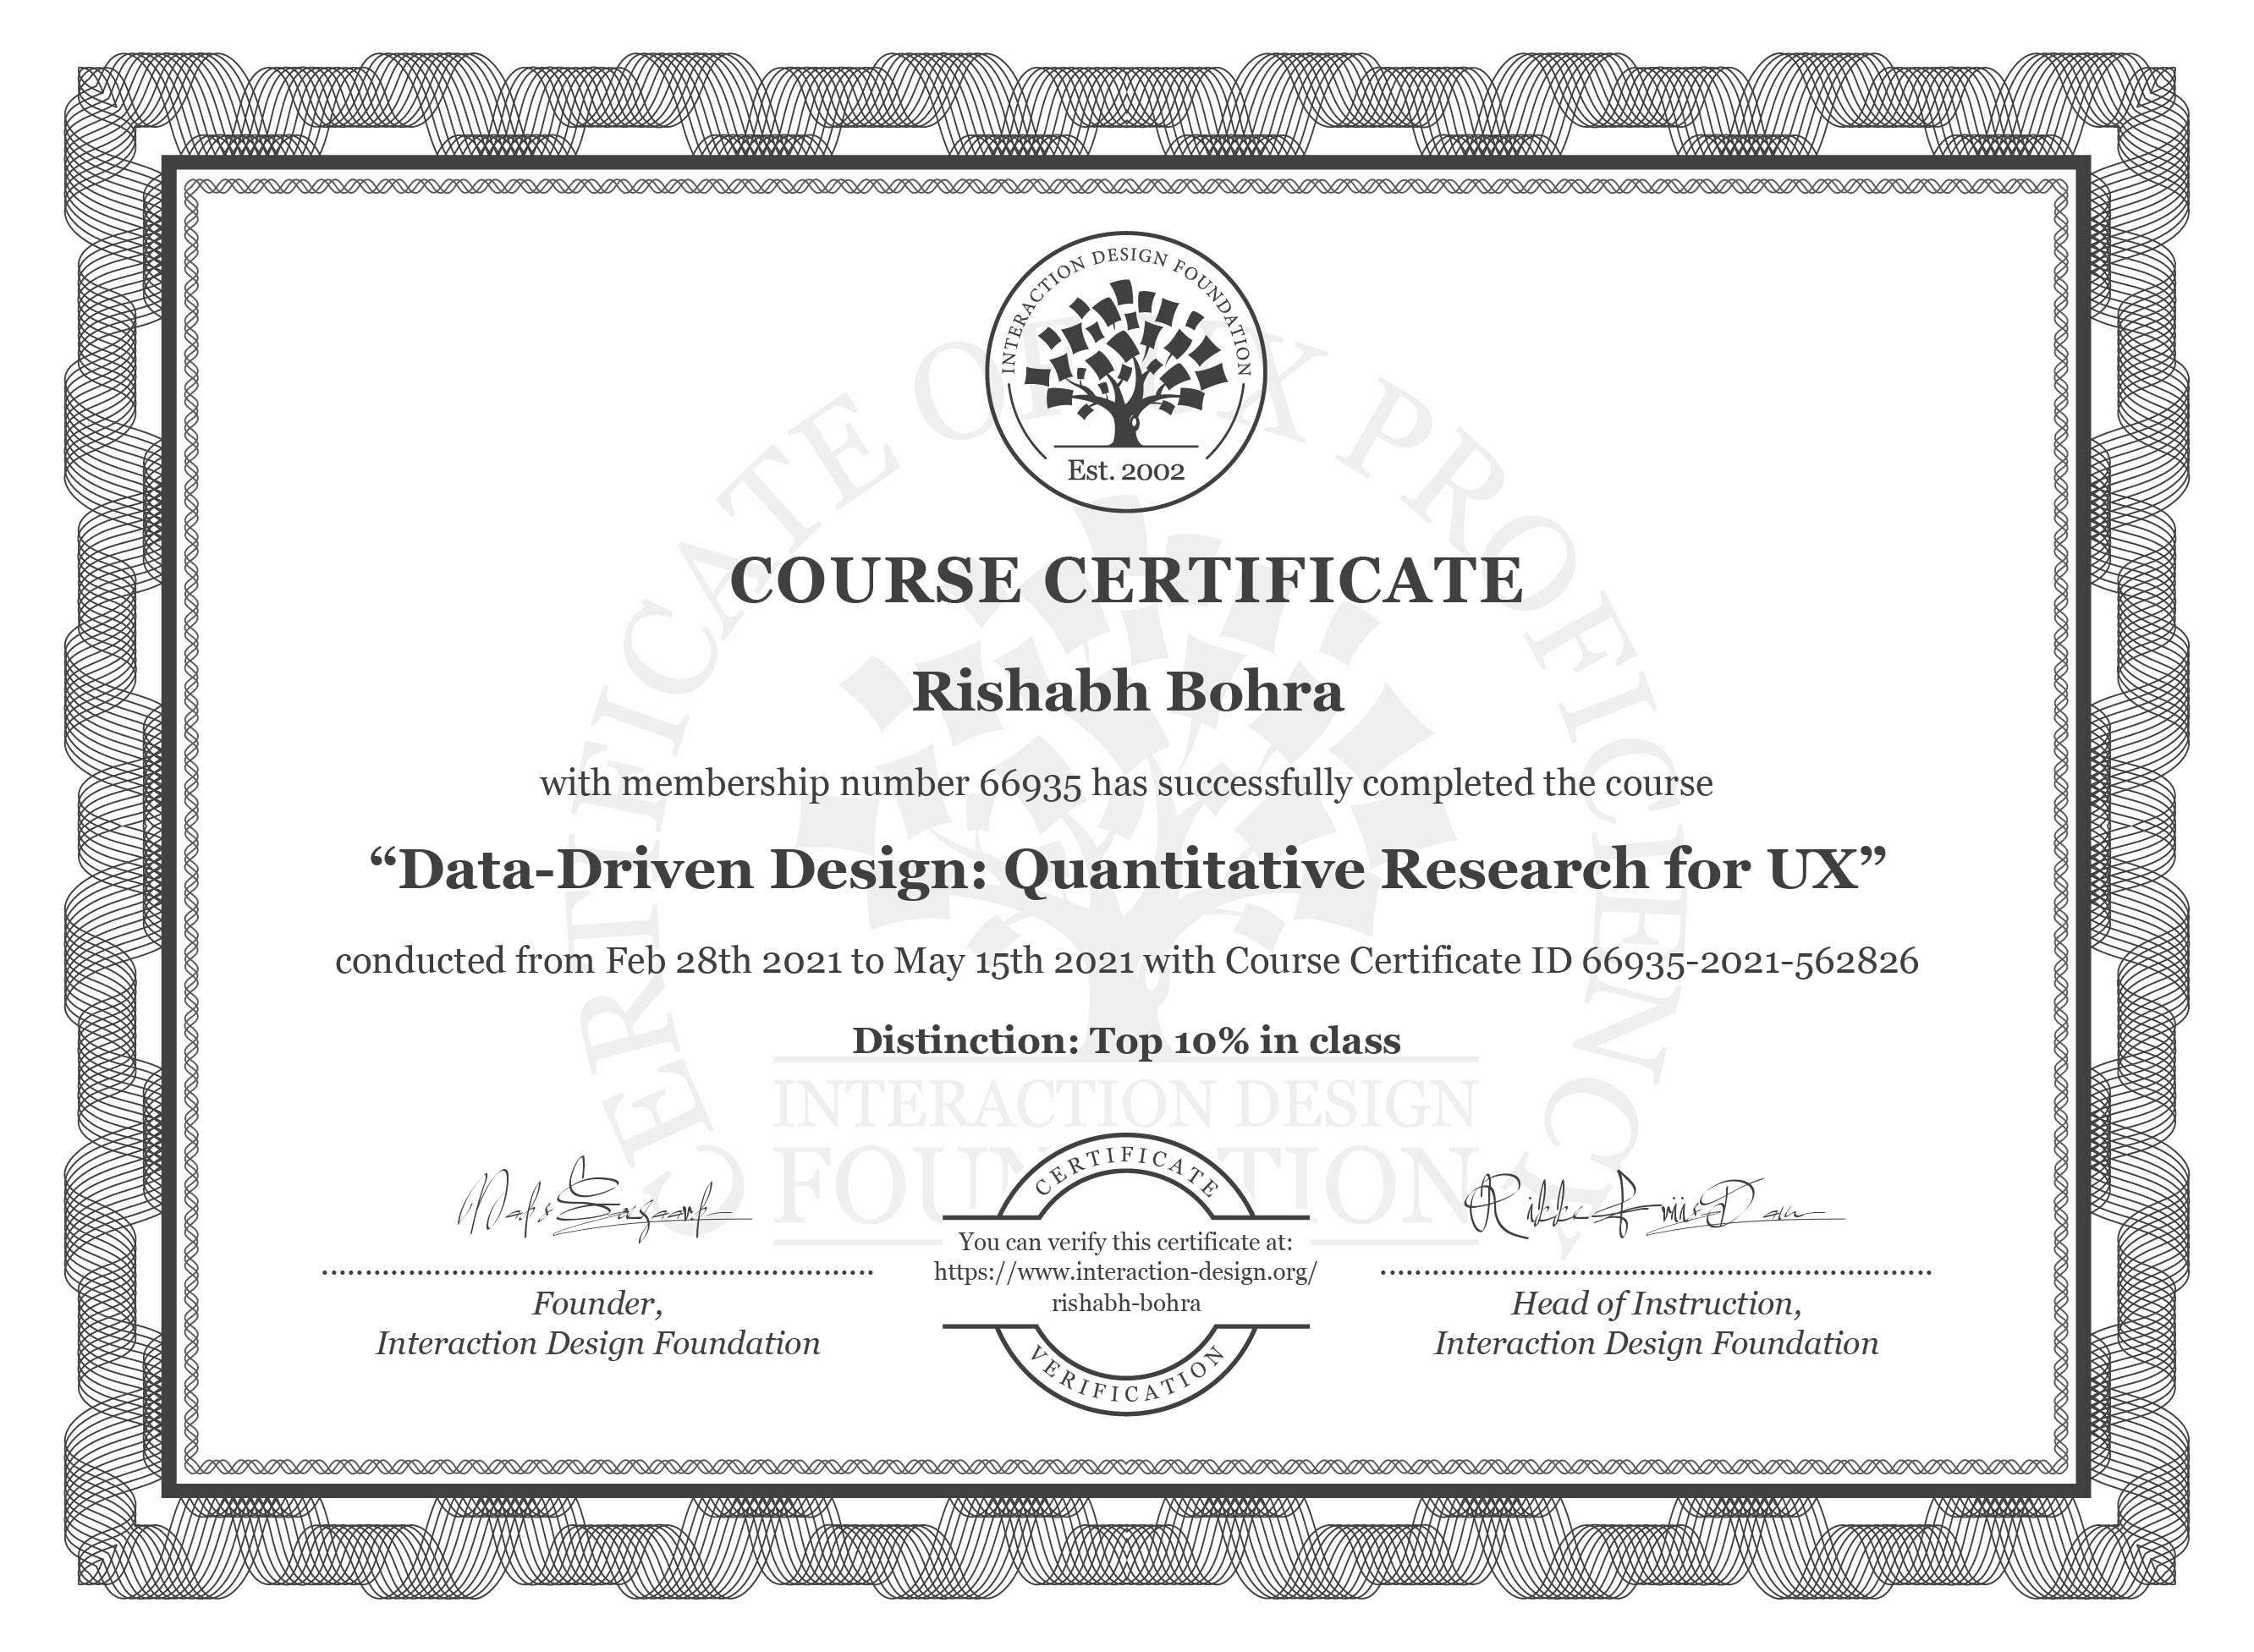 INTERACTION DESIGN FOUNDATION
Est. 2002
CERTIFICATE OF UX PROFICIENCY
COURSE CERTIFICATE
Rishabh Bohra
with membership number 66935 has successfully completed the course
“Data-Driven Design: Quantitative Research for UX”
conducted from Feb 28th 2021 to May 15th 2021 with Course Certificate ID 66935-2021-562826
Distinction: Top 10% in class
INTERACTION DESIGN
FOUNDATION
Founder,
Interaction Design Foundation
CERTIFICATE
You can verify this certificate at:
https://www.interaction-design.org/
rishabh-bohra
VERIFICATION
Rikke Friis Dam
Head of Instruction,
Interaction Design Foundation